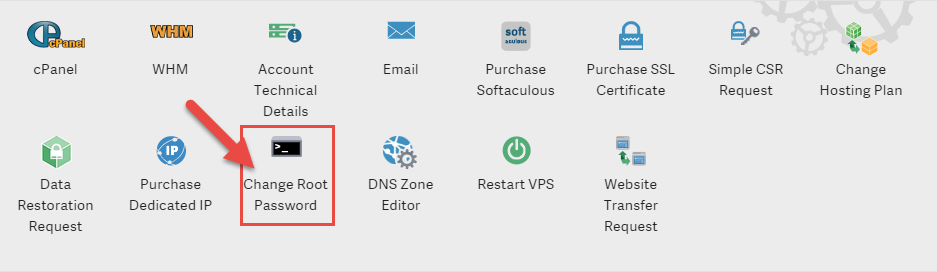 cPanel
WHM
soft
aculous
cPanel
WHM
Account
Technical
Details
Email
Purchase
Softaculous
Purchase SSL
Certificate
Simple CSR
Request
Change
Hosting Plan
IP
>_
Data
Restoration
Request
Purchase
Dedicated IP
Change Root
Password
DNS Zone
Editor
Restart VPS
Website
Transfer
Request